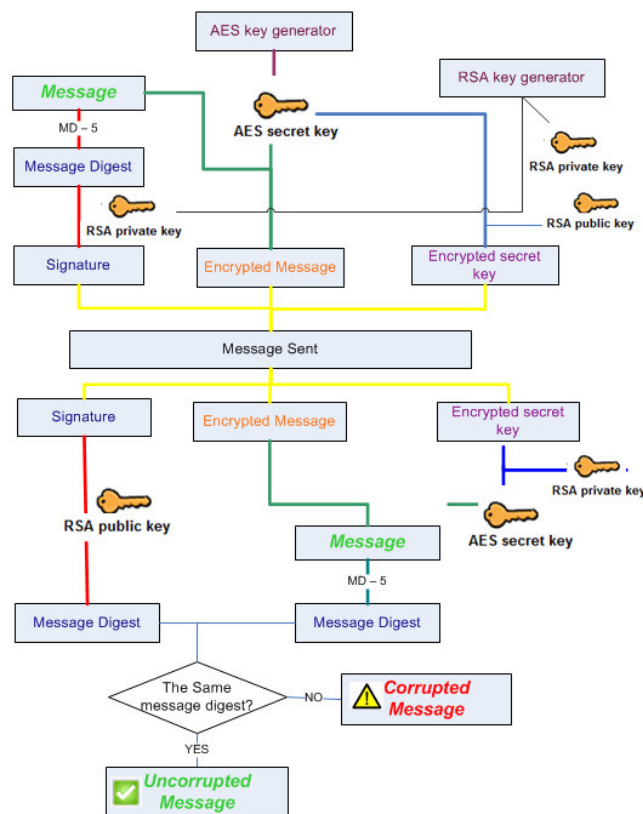 AES key generator
RSA key generator
Message
AES secret key
MD – 5
RSA private key
Message Digest
RSA private key
RSA public key
Signature
Encrypted Message
Encrypted secret
key
Message Sent
Signature
Encrypted Message
Encrypted secret
key
RSA private key
RSA public key
AES secret key
Message
MD – 5
Message Digest
Message Digest
The Same
message digest?
NO
Corrupted
Message
YES
Uncorrupted
Message